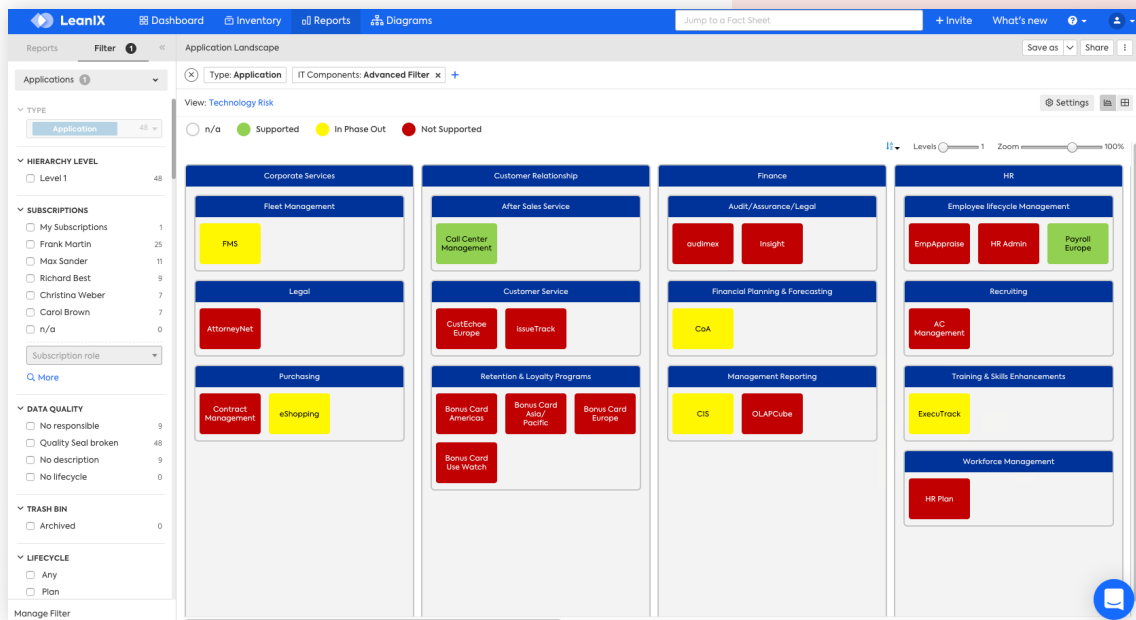 LeanIX
Dashboard
Inventory
Reports
Diagrams
Jump to a Fact Sheet
+ Invite
What's new
Reports
Filter 1
Application Landscape
Save as
Share
Applications 1
Type: Application
IT Components: Advanced Filter × +
View: Technology Risk
Settings
n/a
Supported
In Phase Out
Not Supported
Levels 1
Zoom 100%
TYPE
Application 48
HIERARCHY LEVEL
Level 1 48
SUBSCRIPTIONS
My Subscriptions 1
Frank Martin 25
Max Sander 11
Richard Best 9
Christina Weber 7
Carol Brown 7
n/a 0
Subscription role
More
DATA QUALITY
No responsible 9
Quality Seal broken 48
No description 9
No lifecycle 0
TRASH BIN
Archived 0
LIFECYCLE
Any
Plan
Manage Filter
Corporate Services
Fleet Management
FMS
Legal
AttorneyNet
Purchasing
Contract
Management
eShopping
Customer Relationship
After Sales Service
Call Center
Management
Customer Service
CustEchoe
Europe
issueTrack
Retention & Loyalty Programs
Bonus Card
Americas
Bonus Card
Asia/
Pacific
Bonus Card
Europe
Bonus Card
Use Watch
Finance
Audit/Assurance/Legal
audimex
Insight
Financial Planning & Forecasting
CoA
Management Reporting
CIS
OLAPCube
HR
Employee lifecycle Management
EmpAppraise
HR Admin
Payroll
Europe
Recruiting
AC
Management
Training & Skills Enhancements
ExecuTrack
Workforce Management
HR Plan